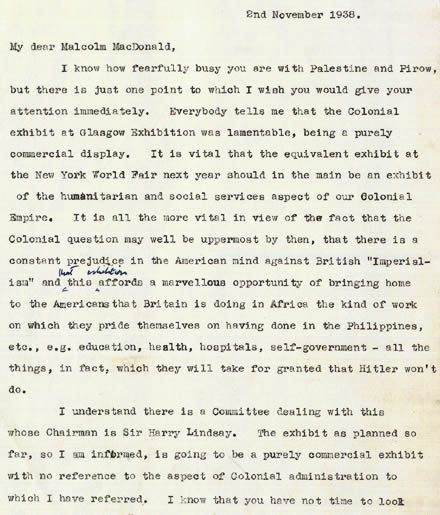 2nd November 1938.
My dear Malcolm MacDonald,
I know how fearfully busy you are with Palestine and Pirow,
but there is just one point to which I wish you would give your
attention immediately. Everybody tells me that the Colonial
exhibit at Glasgow Exhibition was lamentable, being a purely
commercial display. It is vital that the equivalent exhibit at
the New York World Fair next year should in the main be an exhibit
of the humanitarian and social services aspect of our Colonial
Empire. It is all the more vital in view of the fact that the
Colonial question may well be uppermost by then, that there is a
constant prejudice in the American mind against British "Imperial-
that exhibition
ism" and this affords a marvellous opportunity of bringing home
to the Americans that Britain is doing in Africa the kind of work
on which they pride themselves on having done in the Philippines,
etc., e.g. education, health, hospitals, self-government - all the
things, in fact, which they will take for granted that Hitler won't
do.
I understand there is a Committee dealing with this
whose Chairman is Sir Harry Lindsay. The exhibit as planned so
far, so I am informed, is going to be a purely commercial exhibit
with no reference to the aspect of Colonial administration to
which I have referred. I know that you have not time to look